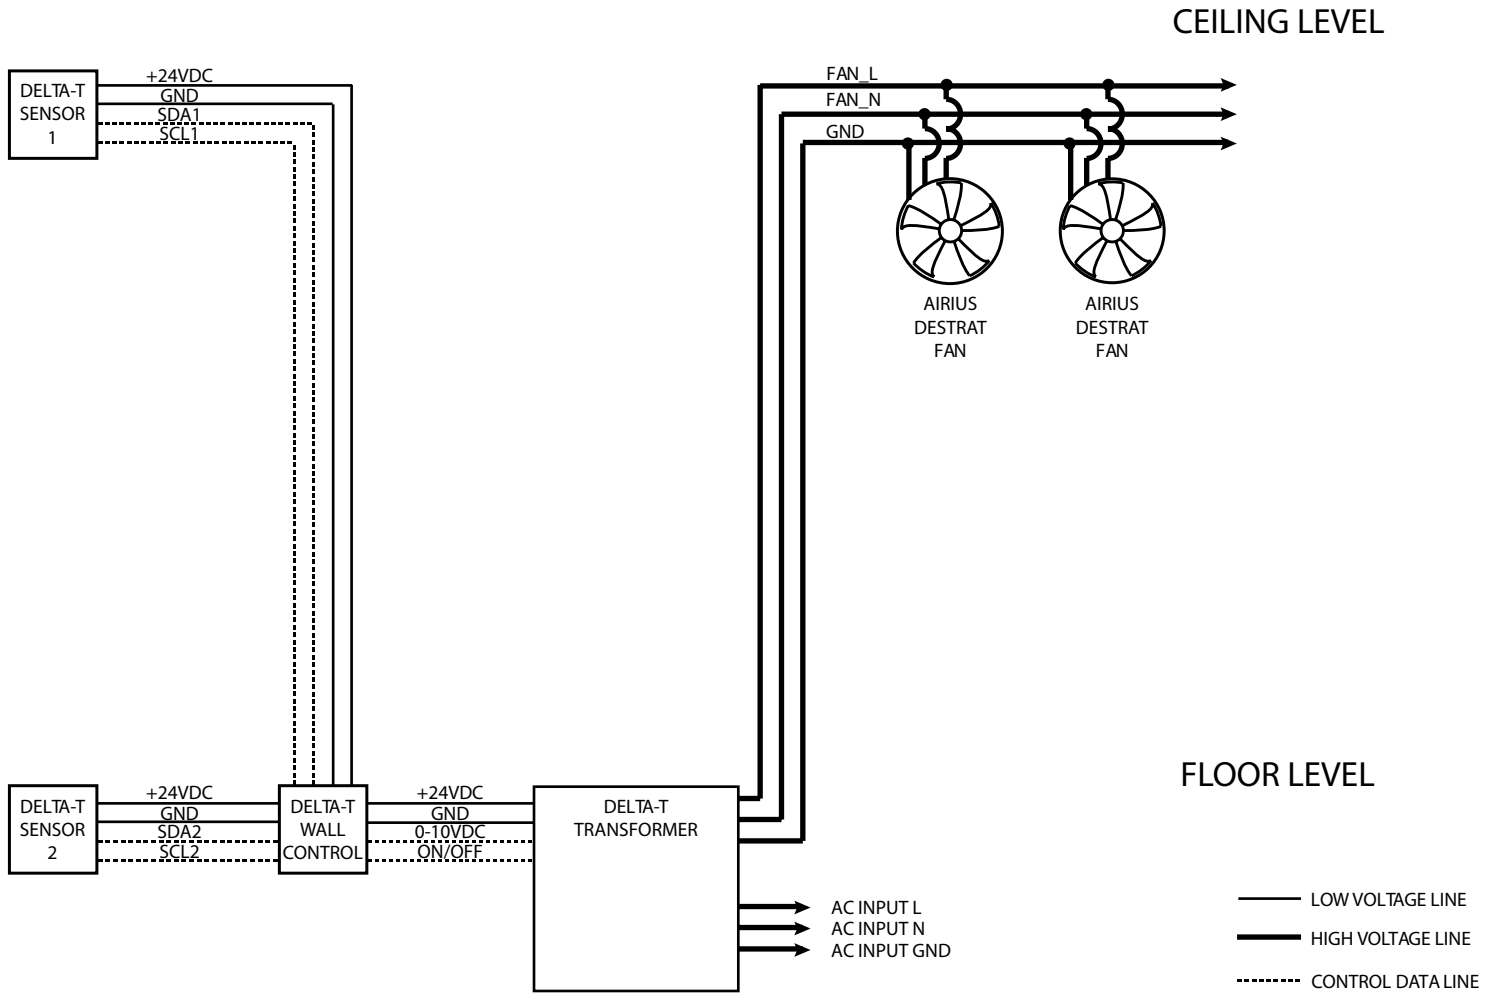 CEILING LEVEL
DELTA-T
SENSOR
1
+24VDC
GND
SDA1
SCL1
FAN_L
FAN_N
GND
AIRIUS
DESTRAT
FAN
AIRIUS
DESTRAT
FAN
FLOOR LEVEL
DELTA-T
SENSOR
2
+24VDC
GND
SDA2
SCL2
DELTA-T
WALL
CONTROL
+24VDC
GND
0-10VDC
ON/OFF
DELTA-T
TRANSFORMER
AC INPUT L
AC INPUT N
AC INPUT GND
LOW VOLTAGE LINE
HIGH VOLTAGE LINE
CONTROL DATA LINE